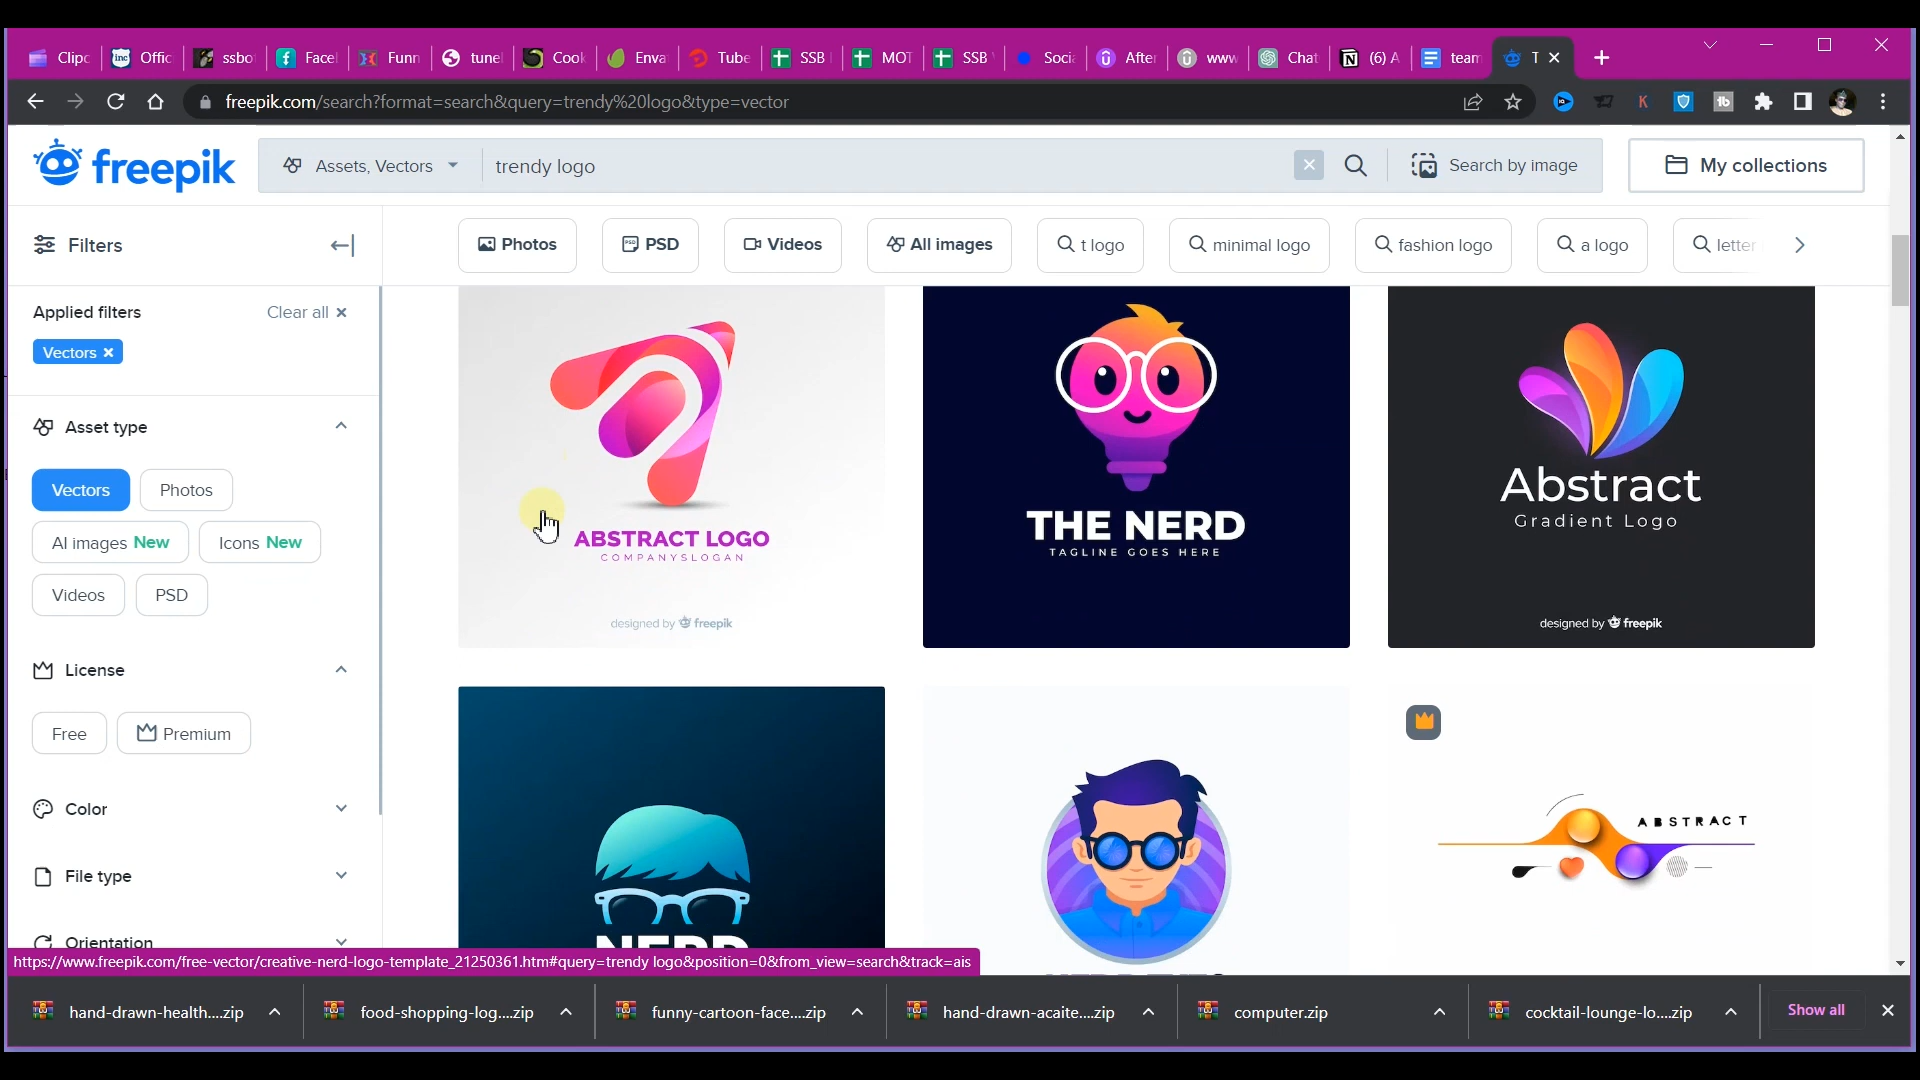 Clipc
Offic
ssbo
Face
Funn
tune
Cook
Enva
Tube
SSB
MOT
SSB
Socia
After
www
Chat
(6) A
team
T
freepik.com/search?format=search&query=trendy%20logo&type=vector
freepik
Assets, Vectors
trendy logo
Search by image
My collections
Filters
Photos
PSD
Videos
All images
t logo
minimal logo
fashion logo
a logo
letter
Applied filters
Clear all
Vectors
Asset type
Vectors
Photos
AI images New
Icons New
Videos
PSD
License
Free
Premium
Color
File type
Orientation
ABSTRACT LOGO
COMPANYSLOGAN
designed by freepik
THE NERD
TAGLINE GOES HERE
Abstract
Gradient Logo
designed by freepik
NERD
ABSTRACT
https://www.freepik.com/free-vector/creative-nerd-logo-template_21250361.htm#query=trendy logo&position=0&from_view=search&track=ais
hand-drawn-health....zip
food-shopping-log....zip
funny-cartoon-face....zip
hand-drawn-acaite....zip
computer.zip
cocktail-lounge-lo....zip
Show all